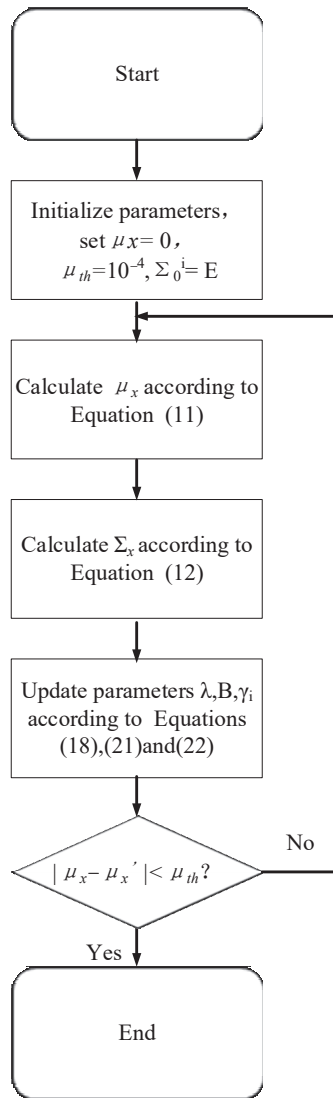 Start
Initialize parameters，
set μx= 0，
μth=10⁻⁴, Σ₀ⁱ= E
Calculate μx according to
Equation (11)
Calculate Σx according to
Equation (12)
Update parameters λ,B,γi
according to Equations
(18),(21)and(22)
| μx− μx´ |< μth?
No
Yes
End